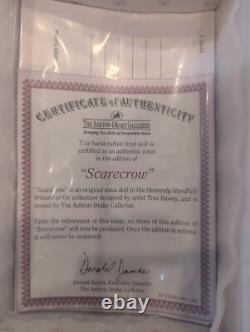 CERTIFICATE of AUTHENTICITY
THE ASHTON-DRAKE GALLERIES
Bringing You Dolls of Irresistible Value
This handcrafted vinyl doll is
certified as an authentic issue
in the edition of
"Scarecrow"
"Scarecrow" is an original issue doll in the Heavenly Handfuls
Wizard of Oz collection designed by artist Tina Kewey, and is
issued by The Ashton-Drake Galleries.
Upon the retirement of this issue, no more of this edition of
"Scarecrow" will ever be produced. Once the edition is retired,
it will never be reopened.
Donald James
Donald James, Executive Director
The Ashton-Drake Galleries